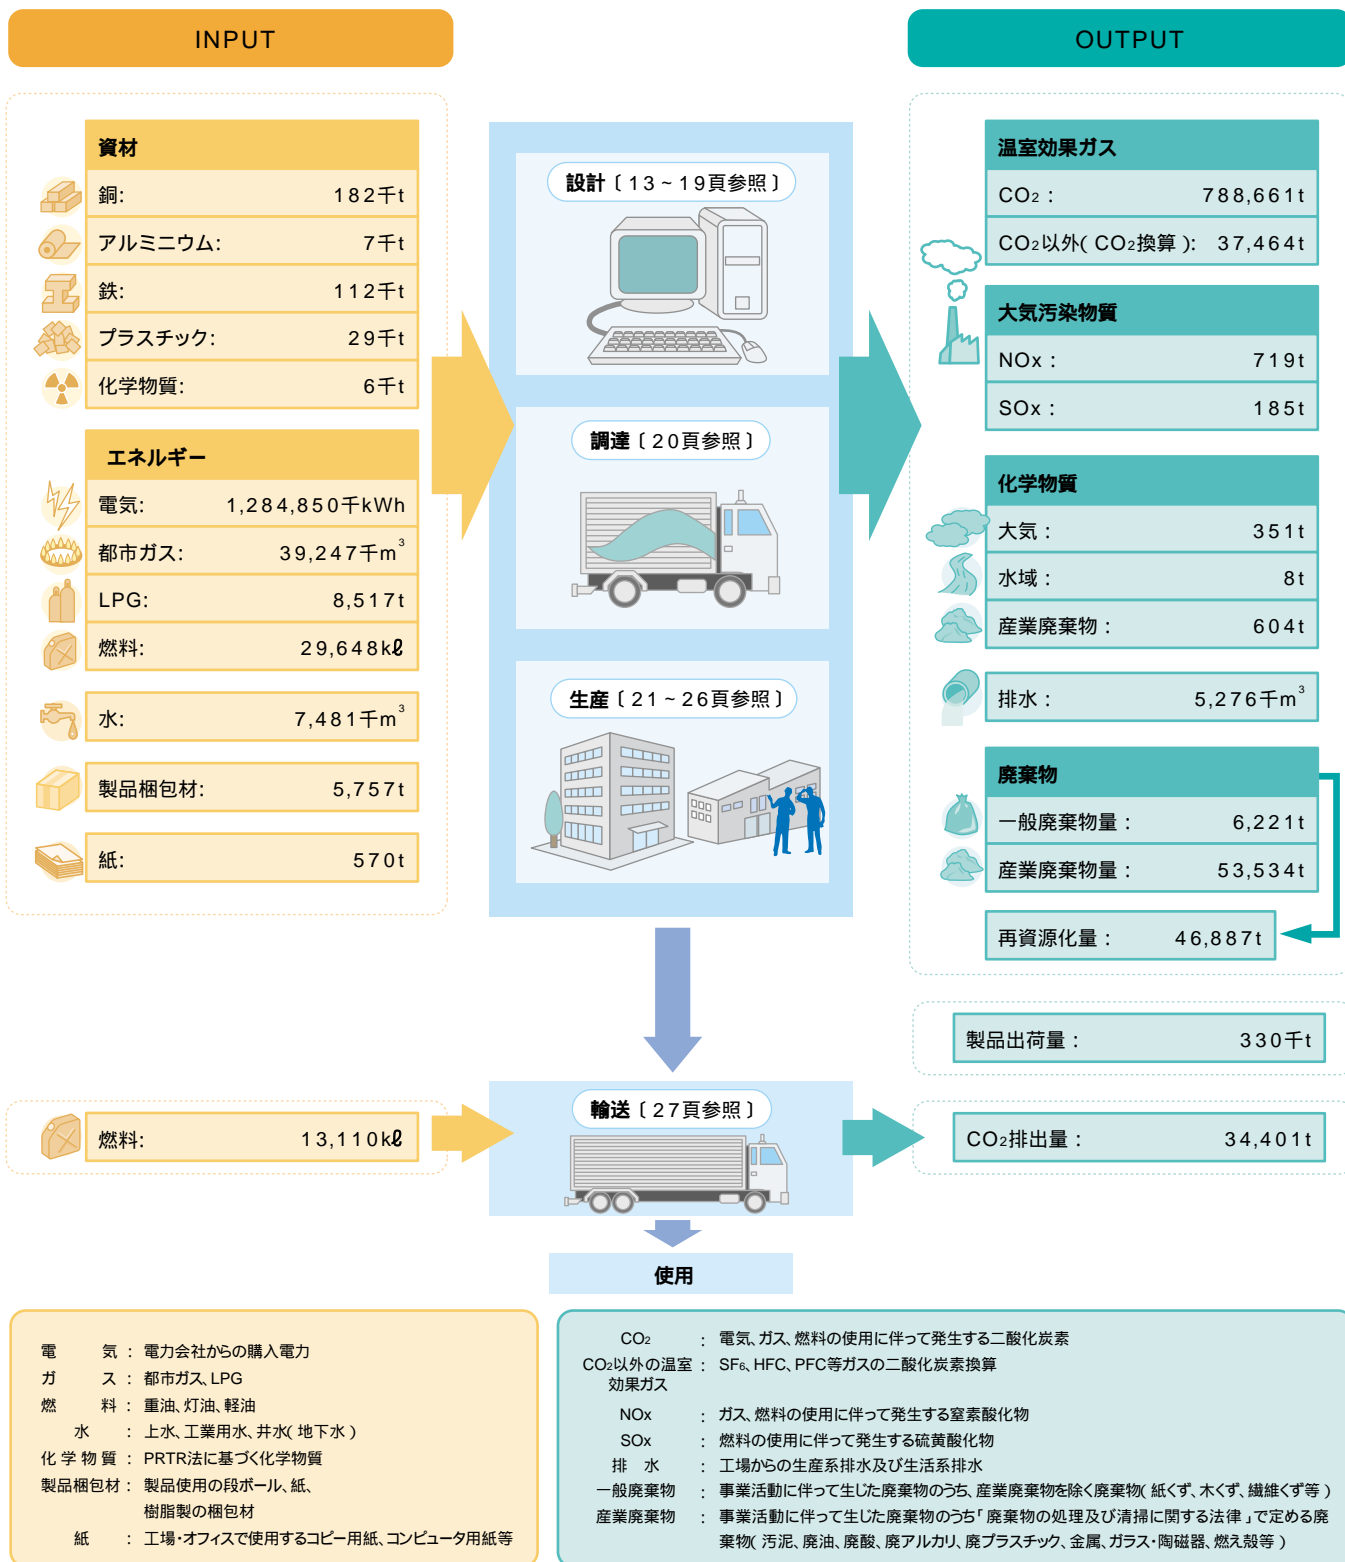 INPUT
資材
銅: 182千t
アルミニウム: 7千t
鉄: 112千t
プラスチック: 29千t
化学物質: 6千t
エネルギー
電気: 1,284,850千kWh
都市ガス: 39,247千m³
LPG: 8,517t
燃料: 29,648kℓ
水: 7,481千m³
製品梱包材: 5,757t
紙: 570t
設計〔13~19頁参照〕
調達〔20頁参照〕
生産〔21~26頁参照〕
OUTPUT
温室効果ガス
CO₂: 788,661t
CO₂以外(CO₂換算): 37,464t
大気汚染物質
NOx: 719t
SOx: 185t
化学物質
大気: 351t
水域: 8t
産業廃棄物: 604t
排水: 5,276千m³
廃棄物
一般廃棄物量: 6,221t
産業廃棄物量: 53,534t
再資源化量: 46,887t
製品出荷量: 330千t
燃料: 13,110kℓ
輸送〔27頁参照〕
CO₂排出量: 34,401t
使用
電気: 電力会社からの購入電力
ガス: 都市ガス、LPG
燃料: 重油、灯油、軽油
水: 上水、工業用水、井水(地下水)
化学物質: PRTR法に基づく化学物質
製品梱包材: 製品使用の段ボール、紙、
樹脂製の梱包材
紙: 工場・オフィスで使用するコピー用紙、コンピュータ用紙等
CO₂: 電気、ガス、燃料の使用に伴って発生する二酸化炭素
CO₂以外の温室: SF₆、HFC、PFC等ガスの二酸化炭素換算
効果ガス
NOx: ガス、燃料の使用に伴って発生する窒素酸化物
SOx: 燃料の使用に伴って発生する硫黄酸化物
排水: 工場からの生産系排水及び生活系排水
一般廃棄物: 事業活動に伴って生じた廃棄物のうち、産業廃棄物を除く廃棄物(紙くず、木くず、繊維くず等)
産業廃棄物: 事業活動に伴って生じた廃棄物のうち「廃棄物の処理及び清掃に関する法律」で定める廃
棄物(汚泥、廃油、廃酸、廃アルカリ、廃プラスチック、金属、ガラス・陶磁器、燃え殻等)